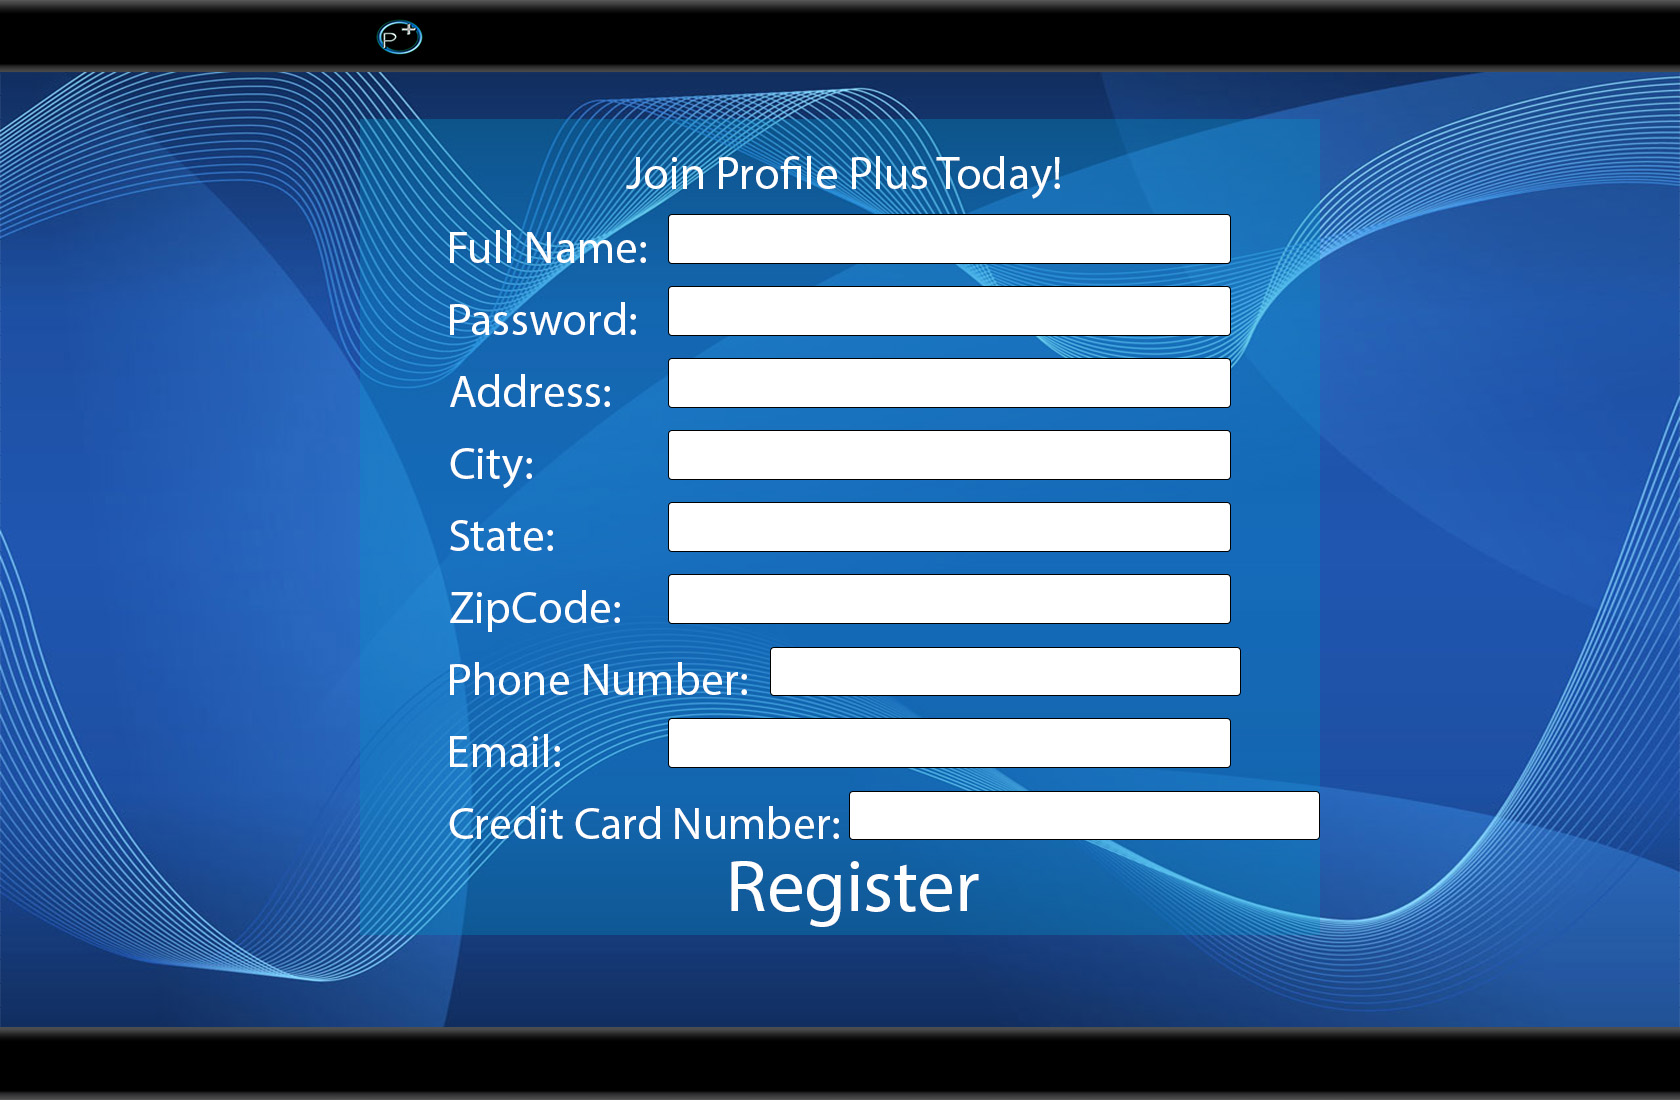 P+
Join Profile Plus Today!
Full Name:
Password:
Address:
City:
State:
ZipCode:
Phone Number:
Email:
Credit Card Number:
Register